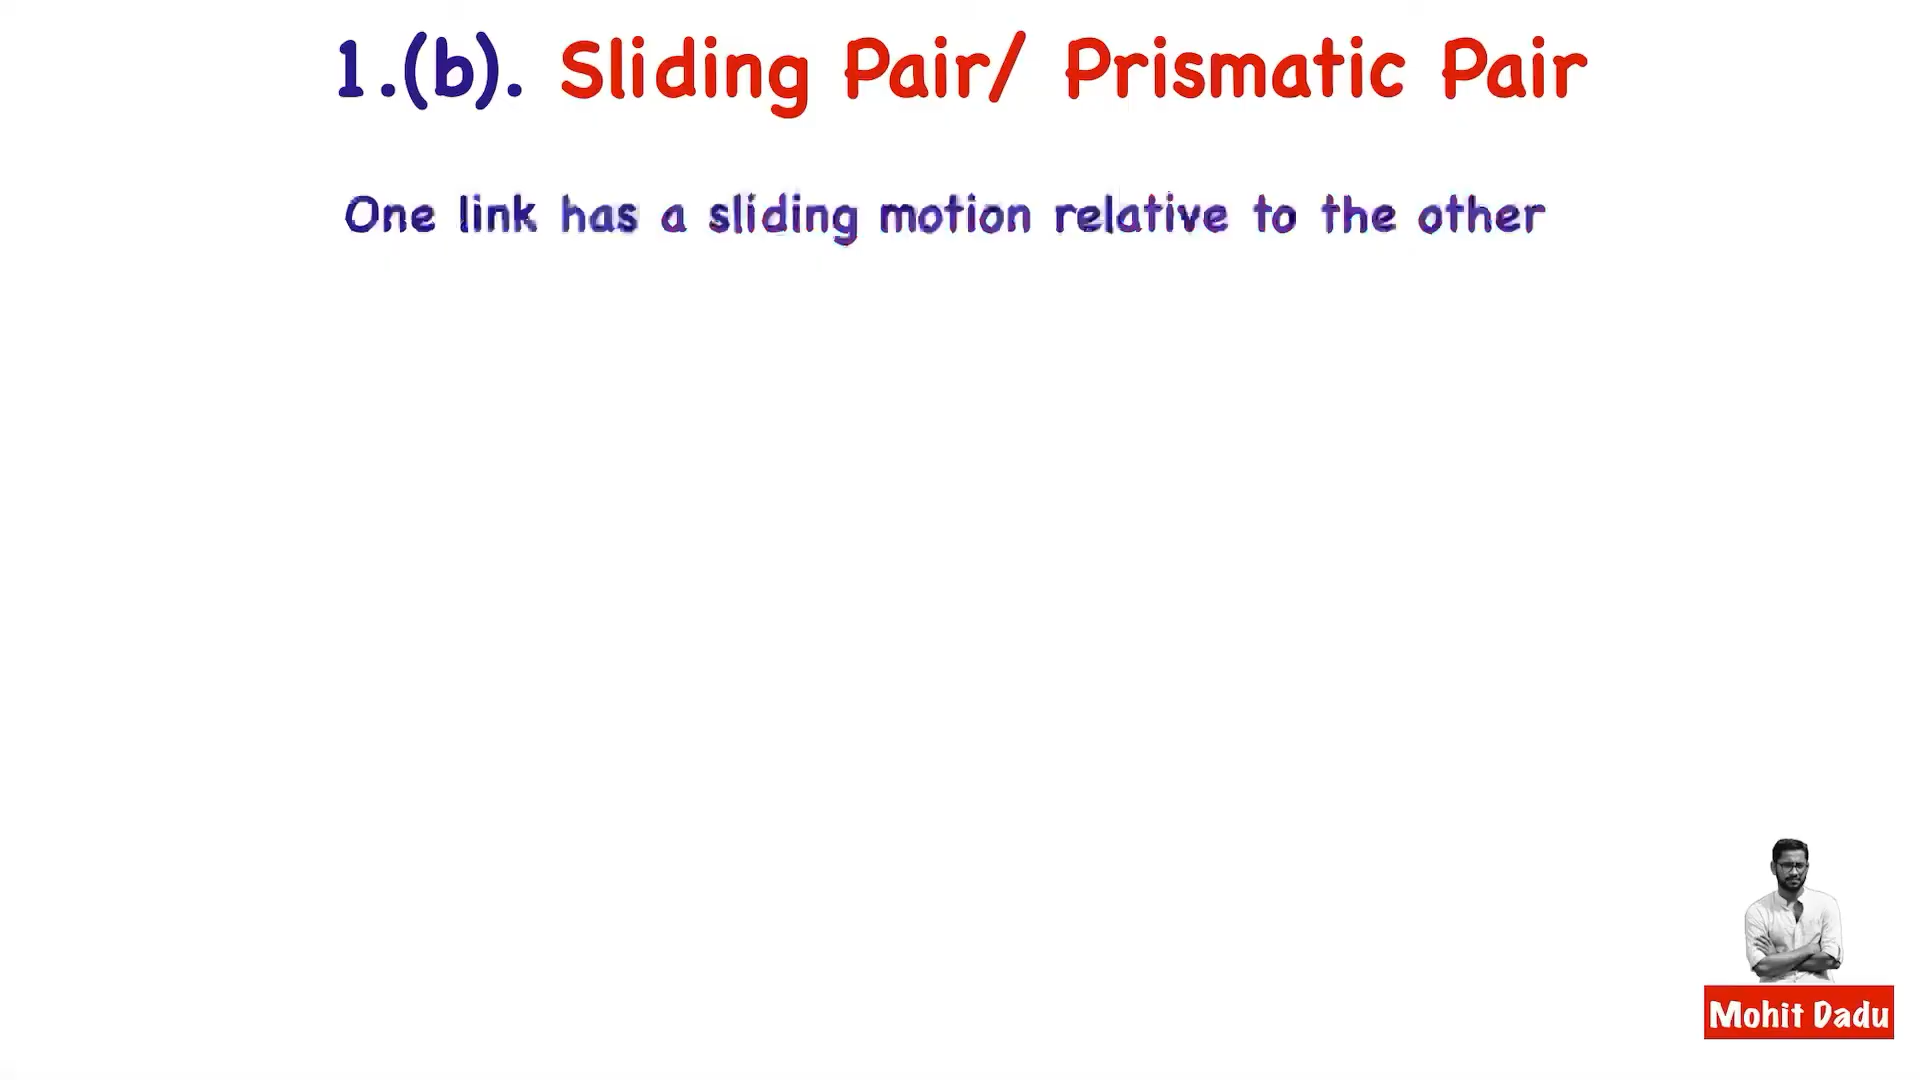 1.(b). Sliding Pair/ Prismatic Pair
One link has a sliding motion relative to the other
Mohit Dadu